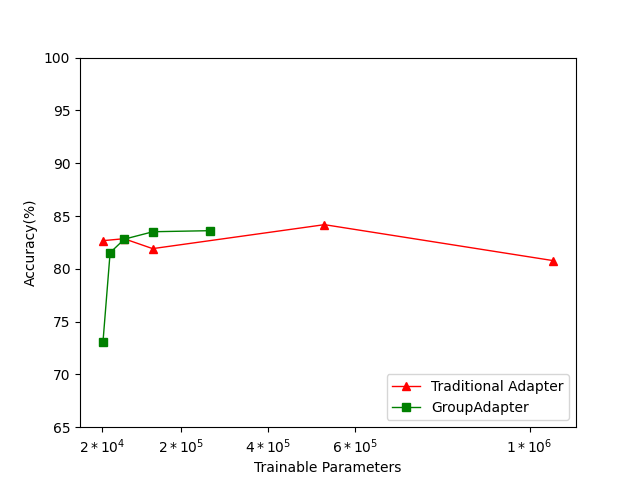 100
95
90
85
80
75
70
65
Accuracy(%)
2 * 10^4
2 * 10^5
4 * 10^5
6 * 10^5
1 * 10^6
Trainable Parameters
Traditional Adapter
GroupAdapter